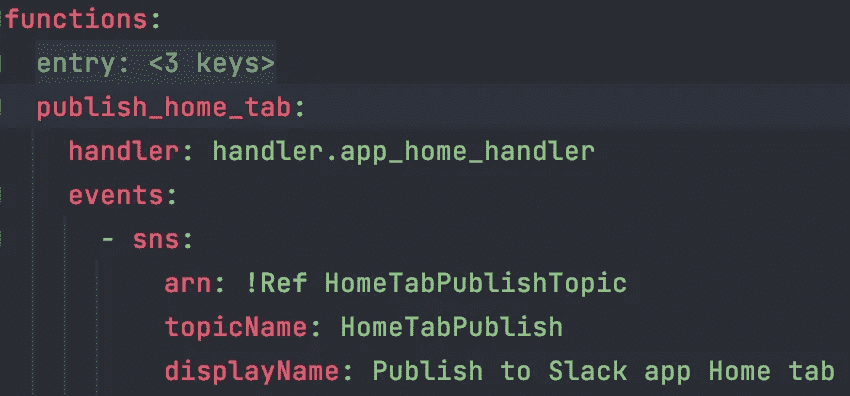 functions:
entry: <3 keys>
publish_home_tab:
handler: handler.app_home_handler
events:
- sns:
arn: !Ref HomeTabPublishTopic
topicName: HomeTabPublish
displayName: Publish to Slack app Home tab